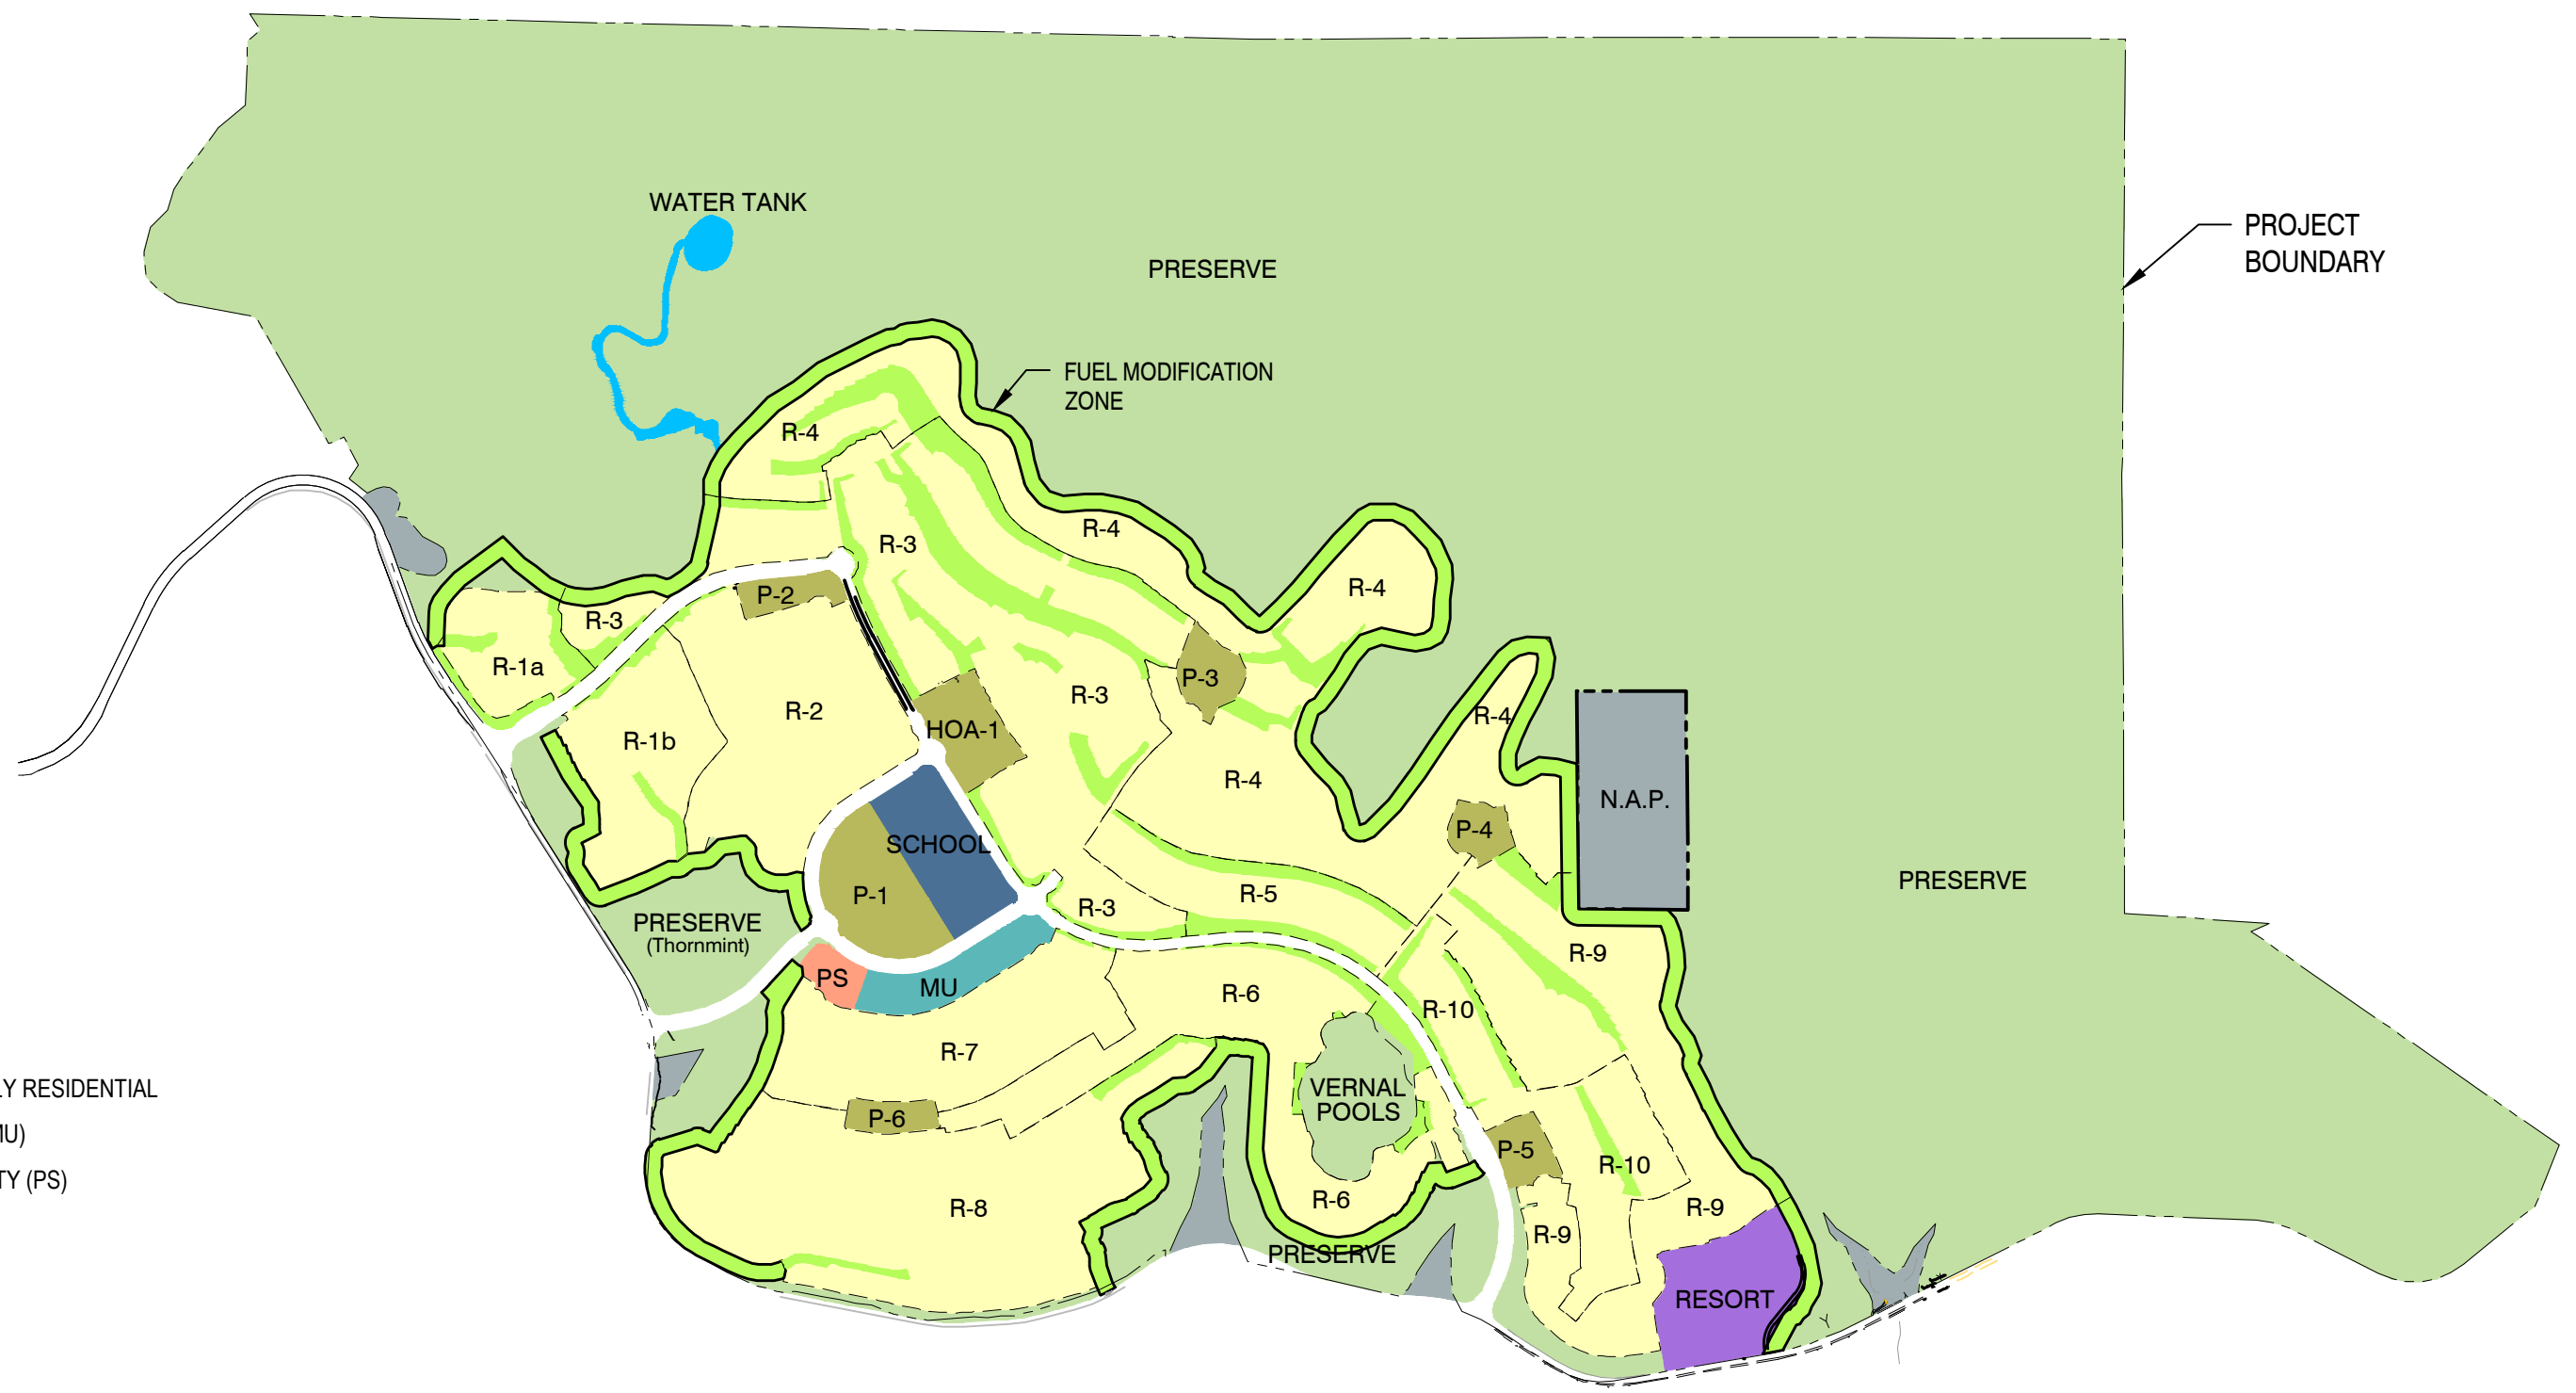 WATER TANK
PROJECT
BOUNDARY
PRESERVE
FUEL MODIFICATION
ZONE
R-4
R-4
R-3
R-4
P-2
R-3
R-1a
P-3
R-3
R-2
R-4
HOA-1
R-1b
R-4
N.A.P.
P-4
SCHOOL
PRESERVE
P-1
R-5
R-3
PRESERVE
(Thornmint)
R-9
PS
MU
R-6
R-10
R-7
VERNAL
POOLS
LY RESIDENTIAL
P-6
MU)
P-5
R-10
TY (PS)
R-6
R-8
R-9
R-9
PRESERVE
RESORT